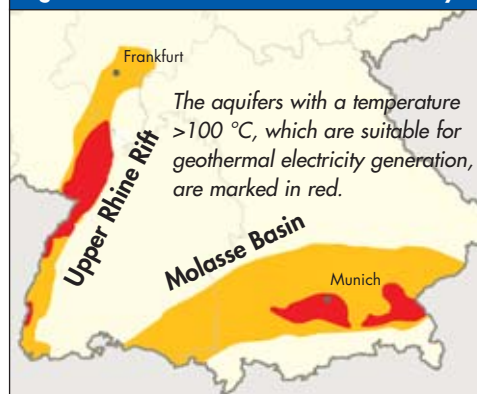 Frankfurt
The aquifers with a temperature
>100 °C, which are suitable for
geothermal electricity generation,
are marked in red.
Upper Rhine Rift
Molasse Basin
Munich